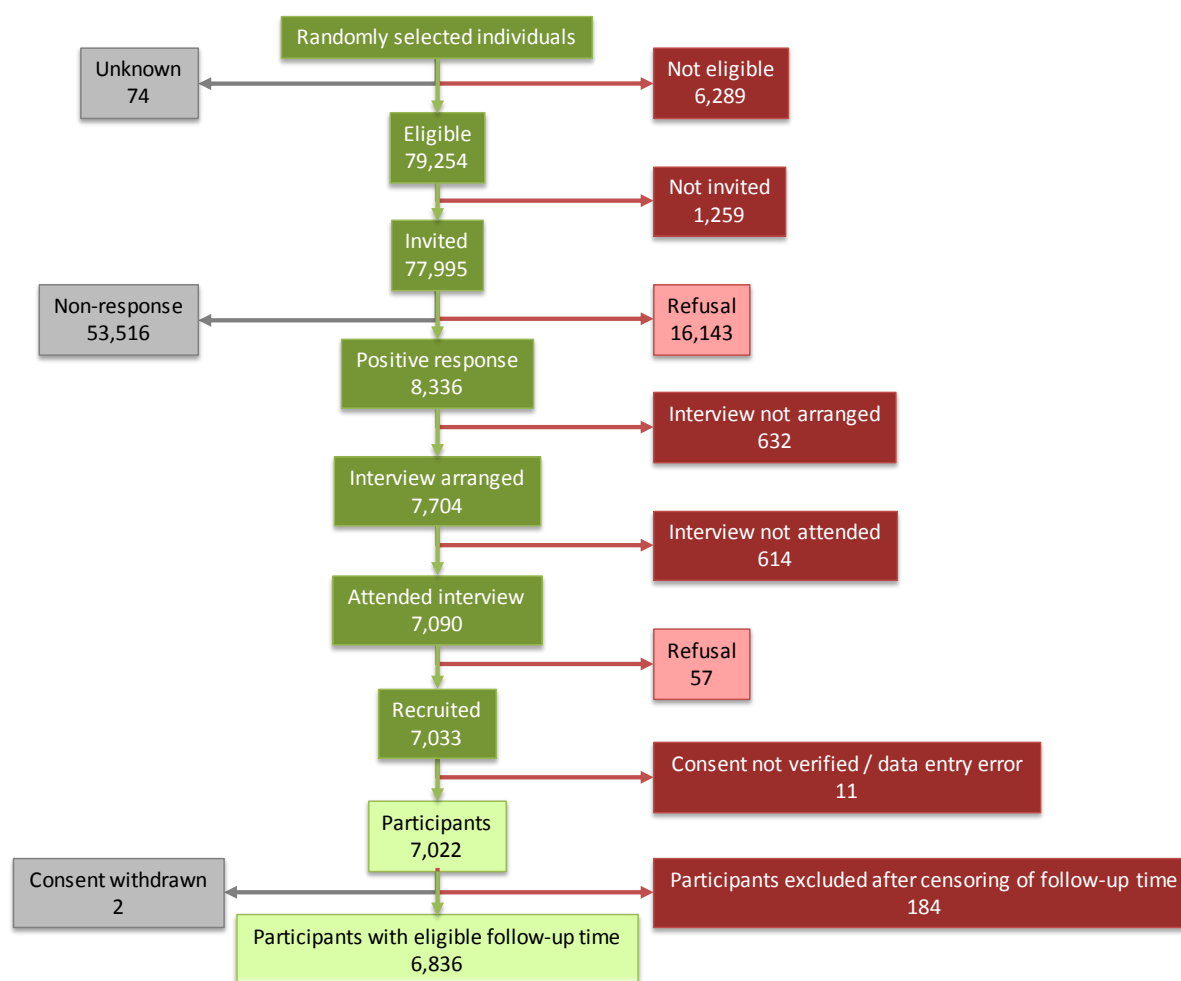 Randomly selected individuals
Unknown
74
Not eligible
6,289
Eligible
79,254
Not invited
1,259
Invited
77,995
Non-response
53,516
Refusal
16,143
Positive response
8,336
Interview not arranged
632
Interview arranged
7,704
Interview not attended
614
Attended interview
7,090
Refusal
57
Recruited
7,033
Consent not verified / data entry error
11
Participants
7,022
Consent withdrawn
2
Participants excluded after censoring of follow-up time
184
Participants with eligible follow-up time
6,836